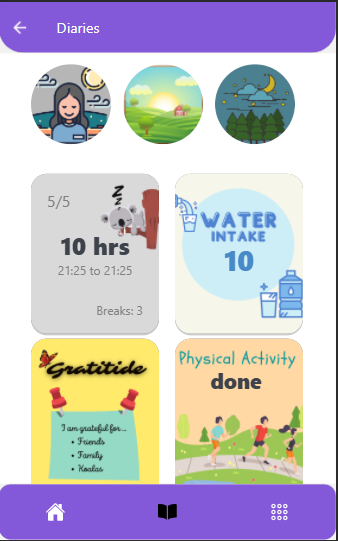 Diaries
5/5
z
z
z
10 hrs
21:25 to 21:25
Breaks: 3
WATER
INTAKE
10
Gratitide
I am grateful for...
• Friends
• Family
• Koalas
Physical Activity
done